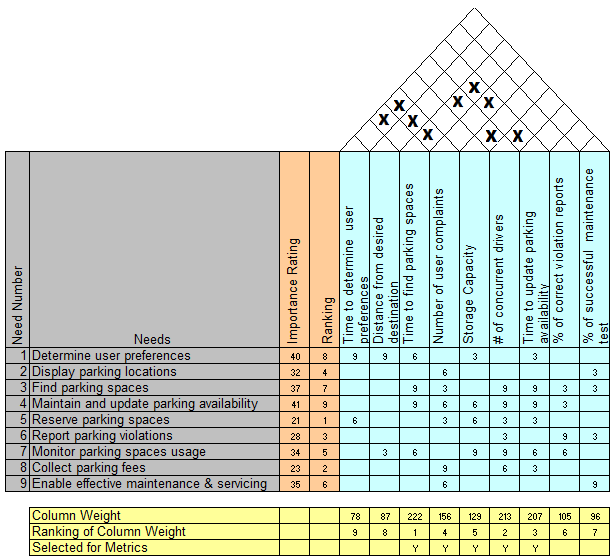 X
X X X
X X
X X X
Need Number
Needs
Importance Rating
Ranking
Time to determine user
preferences
Distance from desired
destination
Time to find parking spaces
Number of user complaints
Storage Capacity
# of concurrent drivers
Time to update parking
availability
% of correct violation reports
% of successful maintenance
test
1 Determine user preferences 40 8 9 9 6 3 3
2 Display parking locations 32 4 6 3
3 Find parking spaces 37 7 9 3 9 9 3 3
4 Maintain and update parking availability 41 9 9 6 6 9 9 3
5 Reserve parking spaces 21 1 6 3 6 3 3
6 Report parking violations 28 3 3 9 3
7 Monitor parking spaces usage 34 5 3 6 9 9 6 6
8 Collect parking fees 23 2 9 6 3
9 Enable effective maintenance & servicing 35 6 6 9
Column Weight 78 87 222 156 129 213 207 105 96
Ranking of Column Weight 9 8 1 4 5 2 3 6 7
Selected for Metrics Y Y Y Y Y